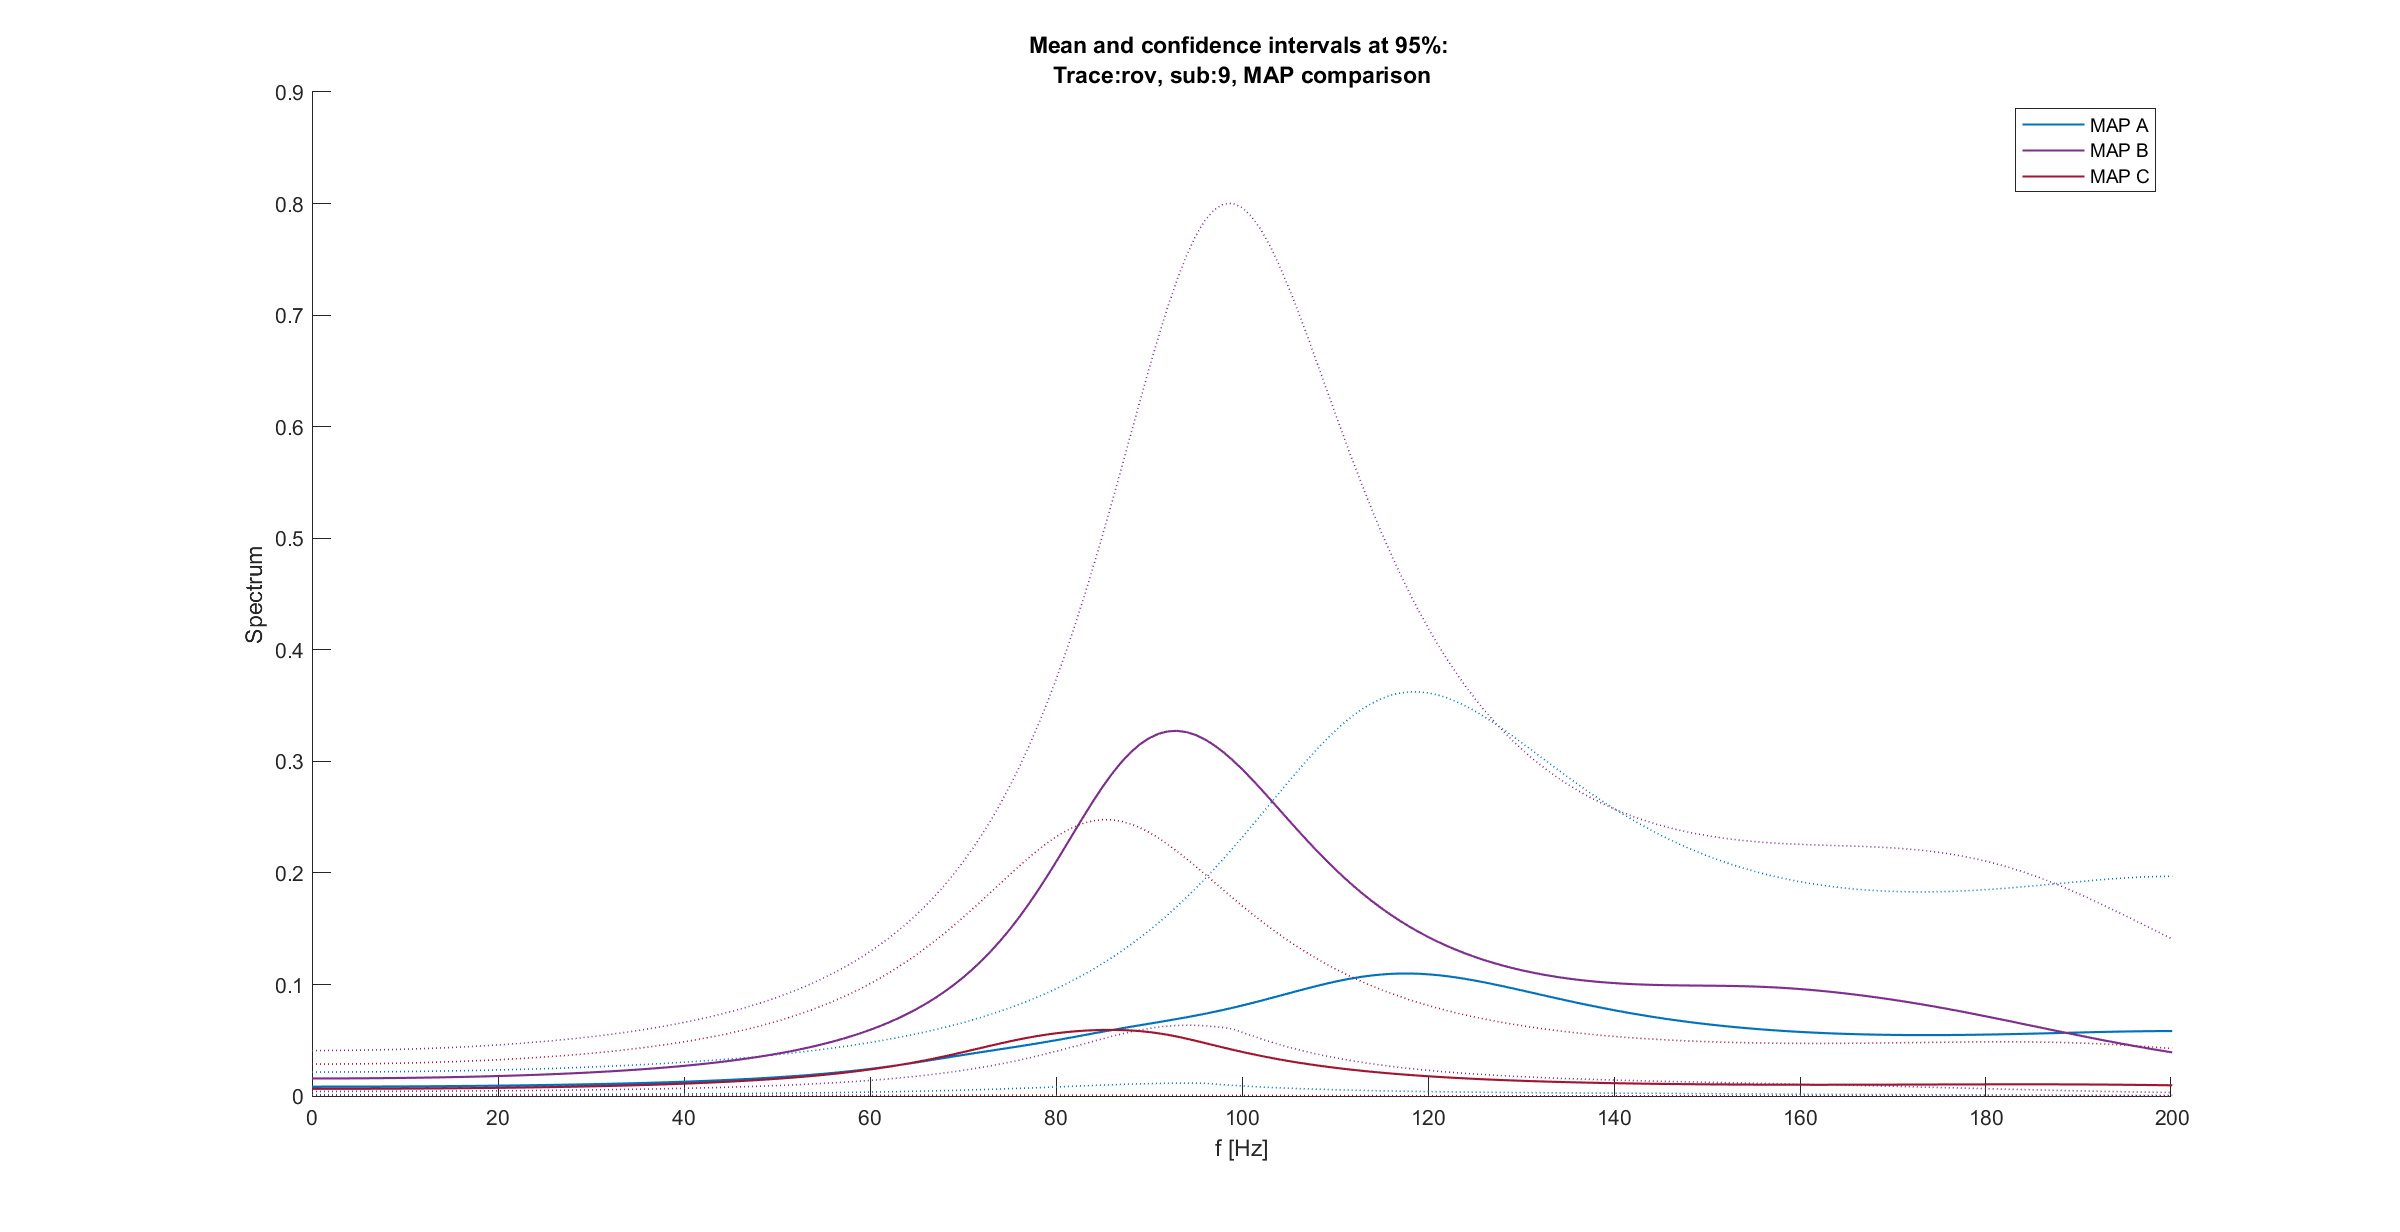 Mean and confidence intervals at 95%:
Trace:rov, sub:9, MAP comparison
MAP A
MAP B
MAP C
Spectrum
0.9
0.8
0.7
0.6
0.5
0.4
0.3
0.2
0.1
0
0 20 40 60 80 100 120 140 160 180 200
f [Hz]